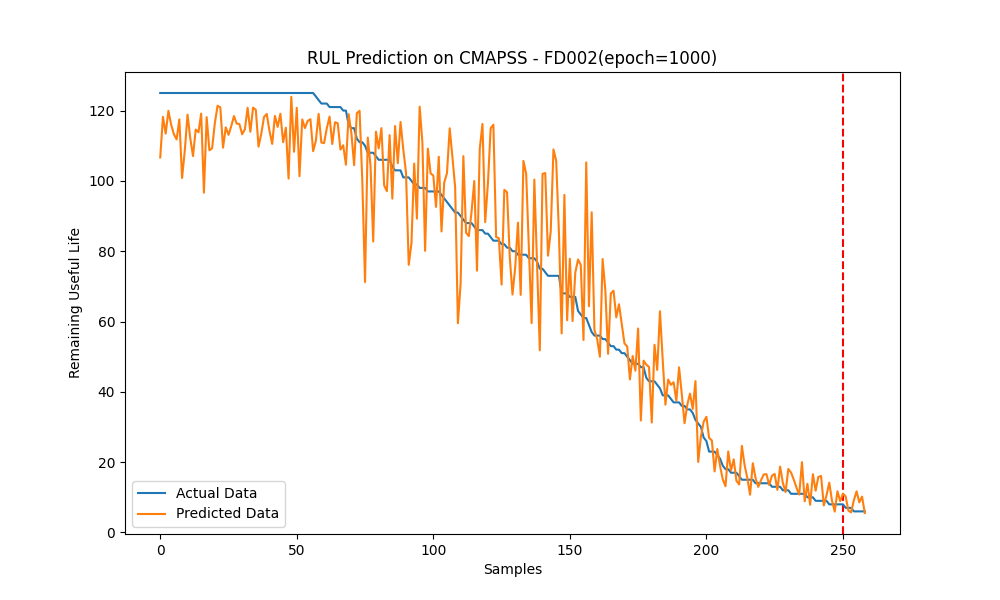 RUL Prediction on CMAPSS - FD002(epoch=1000)
Remaining Useful Life
120
100
80
60
40
20
0
Actual Data
Predicted Data
0 50 100 150 200 250
Samples